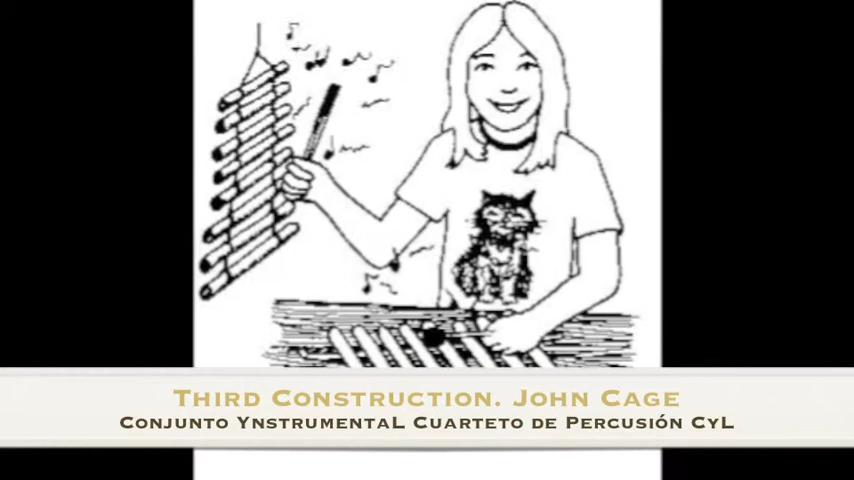 Third Construction. John Cage
Conjunto YnstrumentaL Cuarteto de Percusión CyL